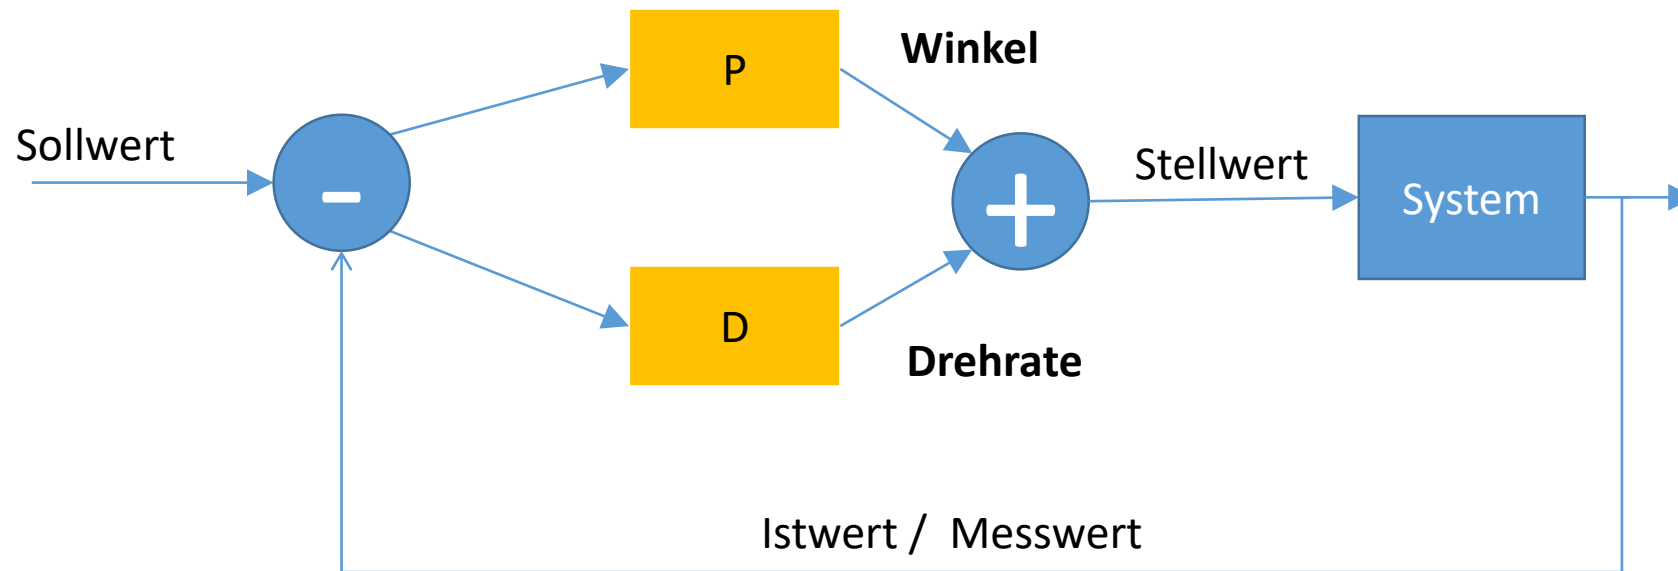 Winkel
P
Sollwert
-
+
Stellwert
System
D
Drehrate
Istwert / Messwert